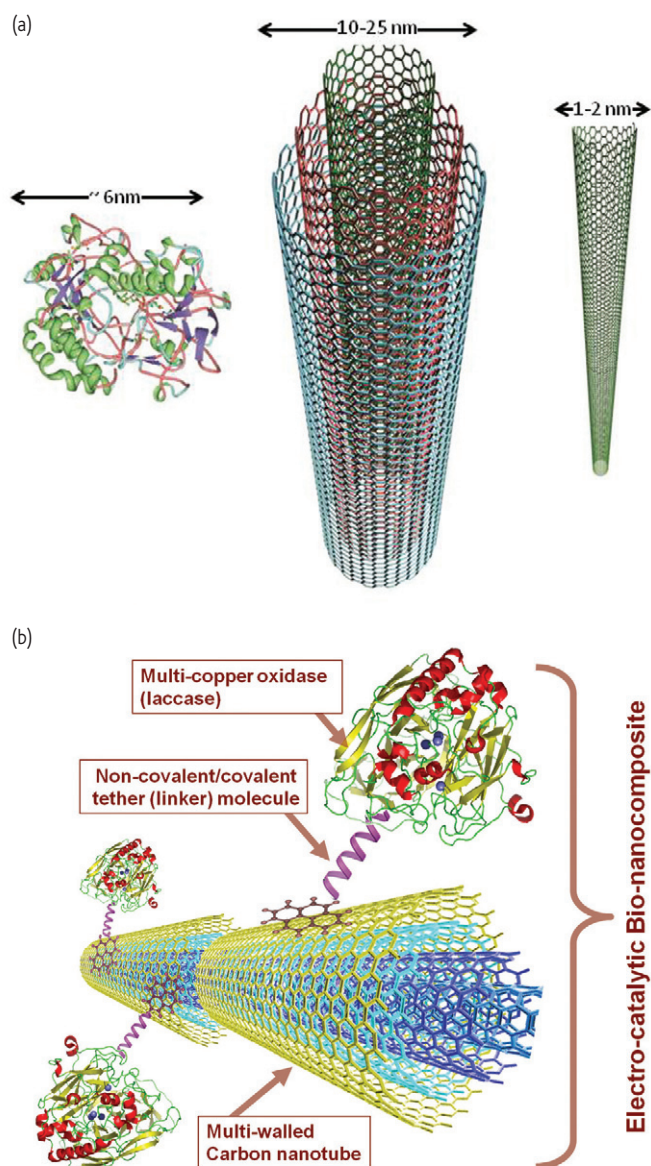 (a)
10-25 nm
1-2 nm
~ 6nm
(b)
Multi-copper oxidase
(laccase)
Non-covalent/covalent
tether (linker) molecule
Multi-walled
Carbon nanotube
Electro-catalytic Bio-nanocomposite